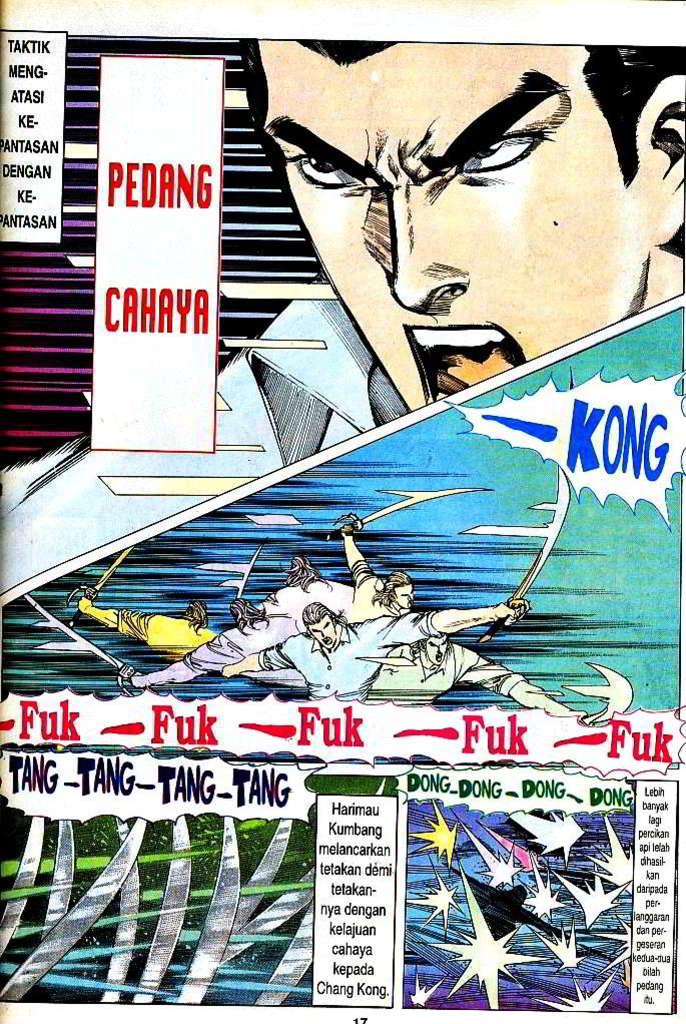 TAKTIK
MENG-
ATASI
KE-
PANTASAN
DENGAN
KE-
PANTASAN
PEDANG
CAHAYA
KONG
Fuk Fuk Fuk Fuk Fuk
TANG-TANG-TANG-TANG
Harimau
Kumbang
melancarkan
tetakan demi
tetakan-
nya dengan
kelajuan
cahaya
kepada
Chang Kong.
DONG-DONG-DONG-DONG
Lebih
banyak
lagi
percikan
api telah
dihasil-
kan
daripada
per-
langgaran
dan per-
geseran
kedua-dua
bilah
pedang
itu.
17